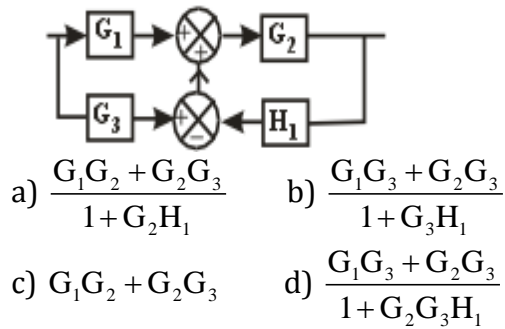 G₁ + + G₂
G₃ + − H₁
a) (G₁G₂ + G₂G₃)/(1 + G₂H₁) b) (G₁G₃ + G₂G₃)/(1 + G₃H₁)
c) G₁G₂ + G₂G₃ d) (G₁G₃ + G₂G₃)/(1 + G₂G₃H₁)